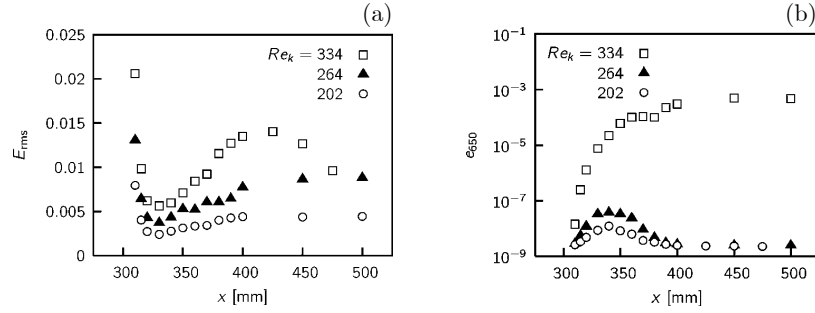 (a)
0.025
0.02
0.015
0.01
0.005
0
E_rms
Re_k = 334
264
202
300 350 400 450 500
x [mm]
(b)
10^−1
10^−3
10^−5
10^−7
10^−9
e_650
Re_k = 334
264
202
300 350 400 450 500
x [mm]